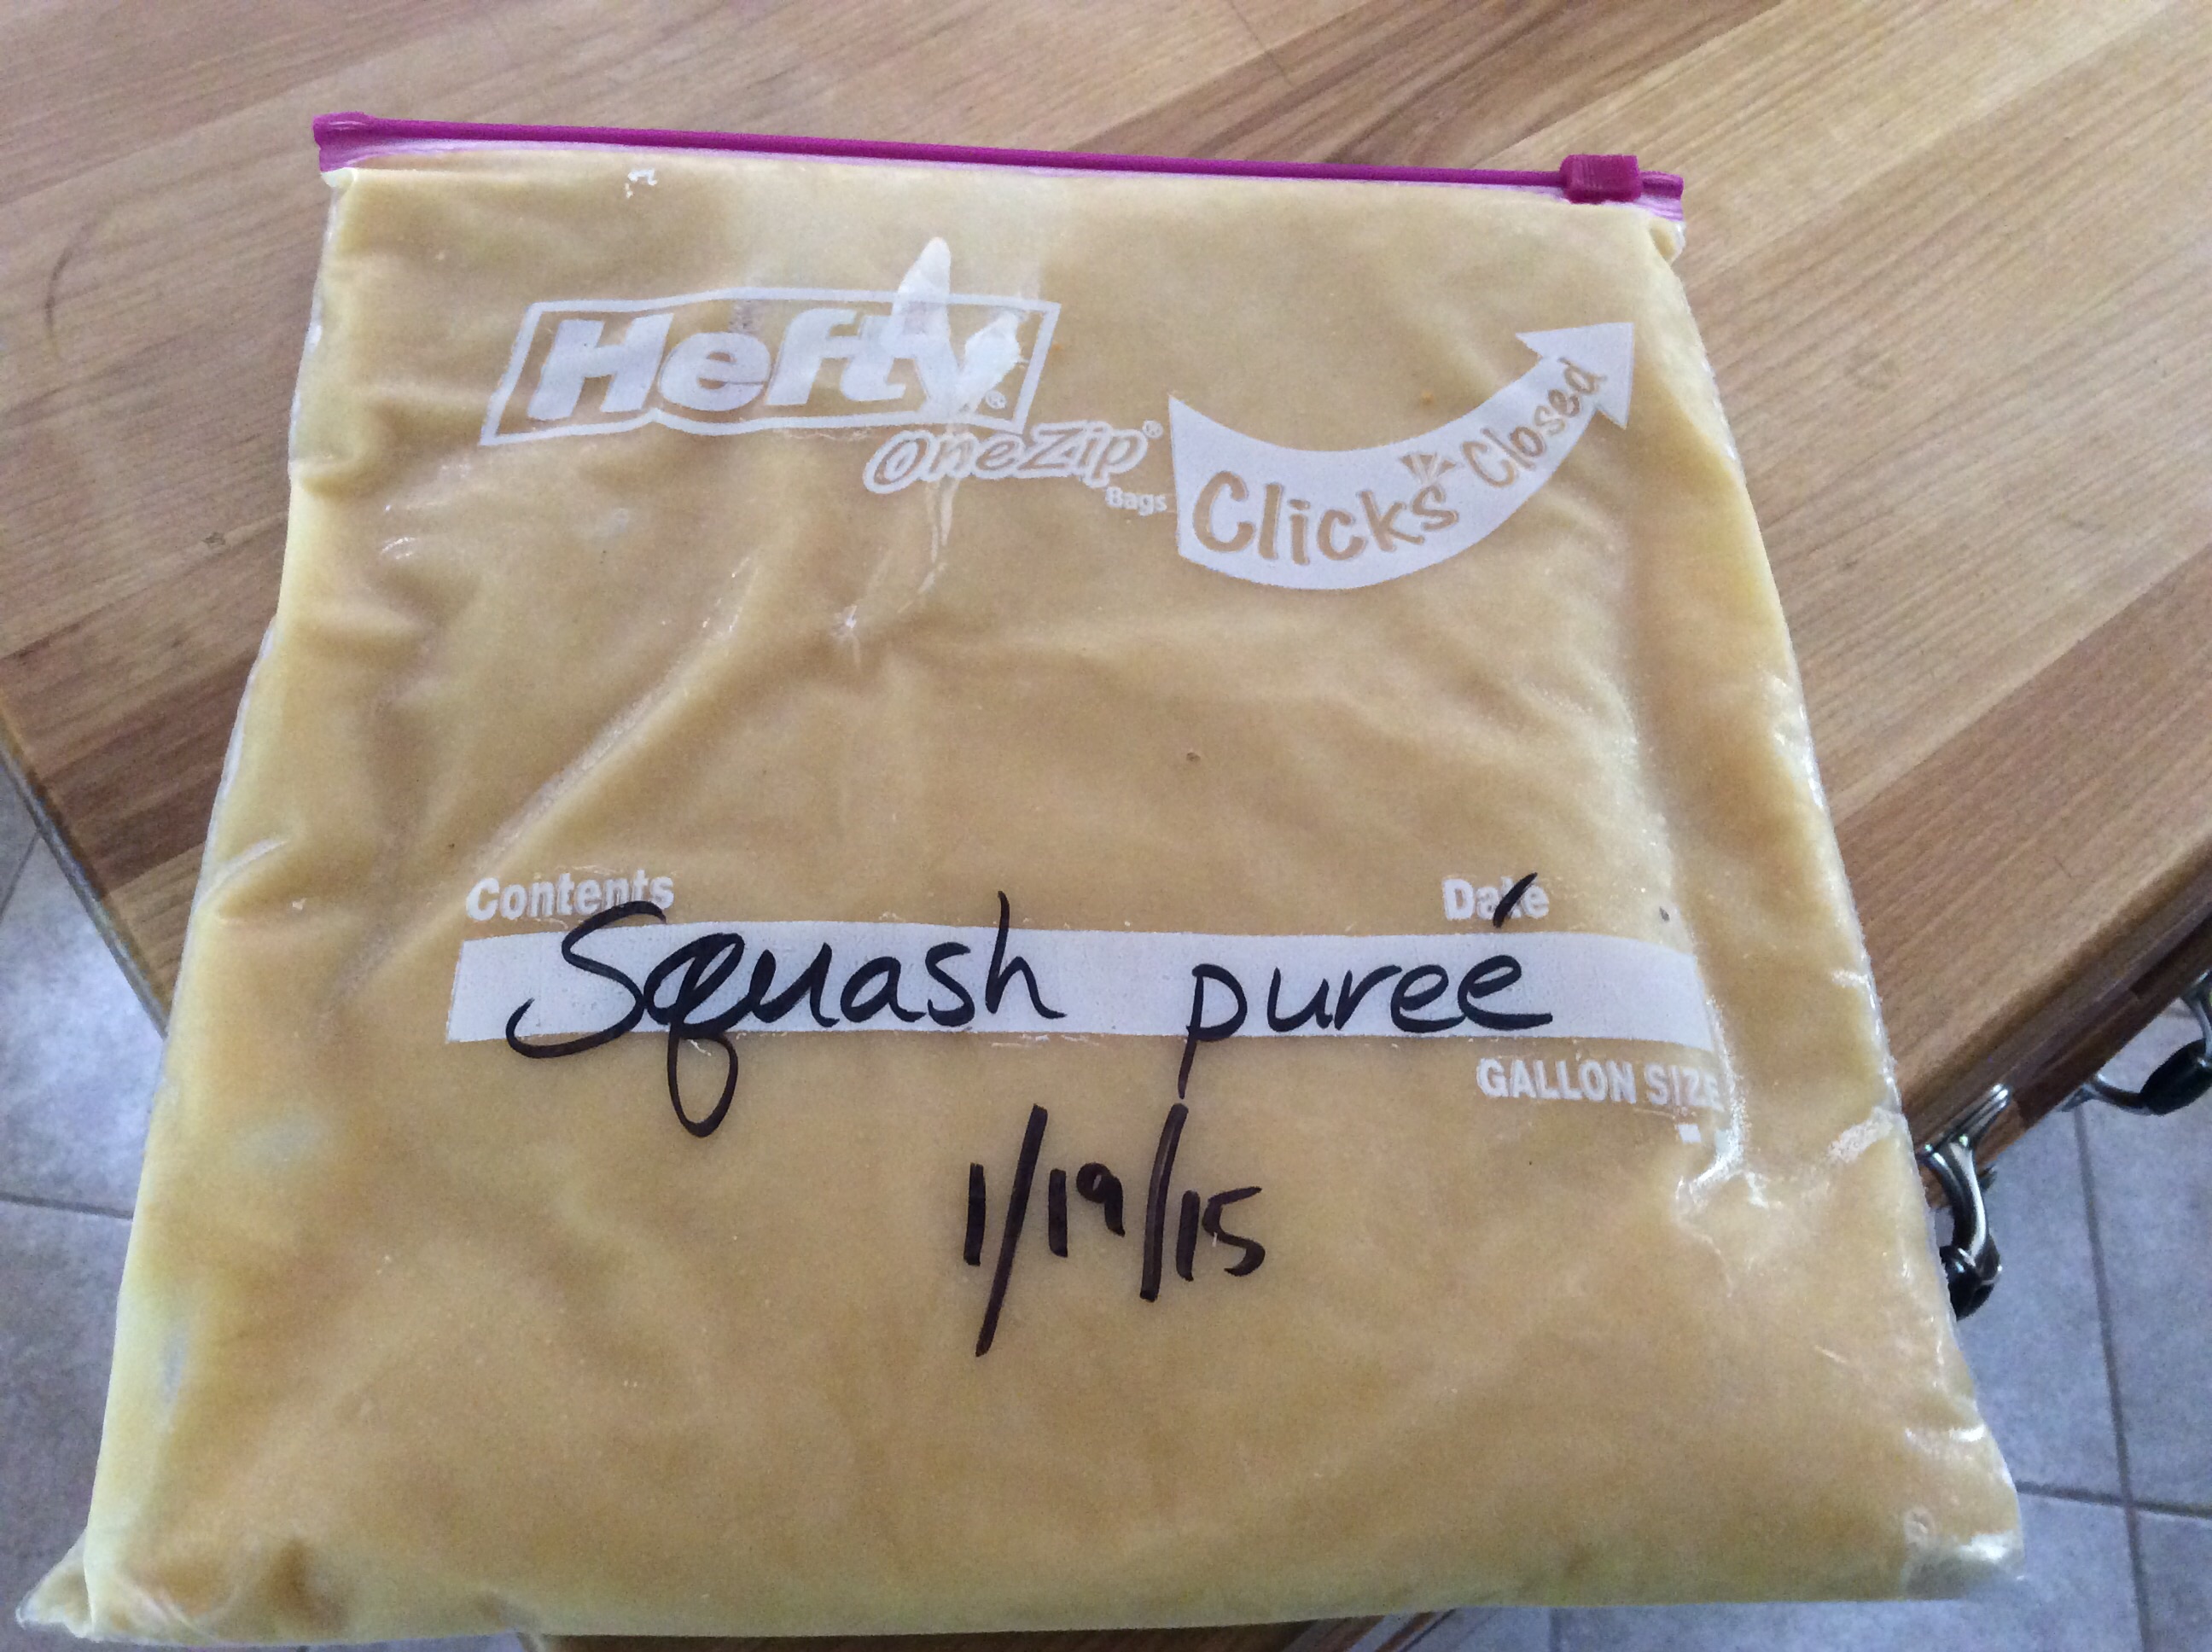 Hefty®
OneZip®
Bags
Clicks Closed
Contents Date
Squash pureé
GALLON SIZE
1/19/15